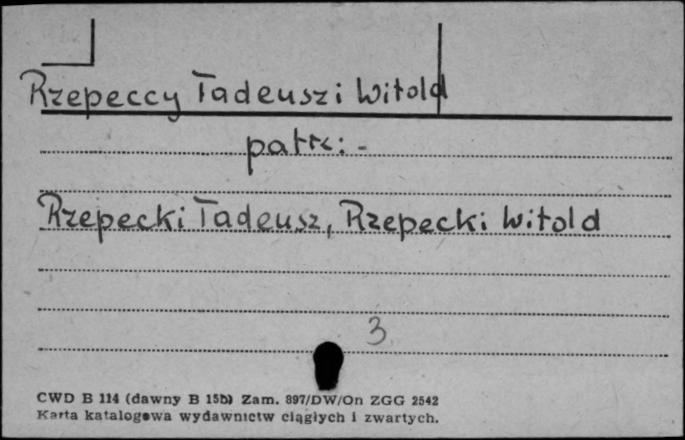 Rzepeccy Tadeusz i Witold
patrz: -
Rzepecki Tadeusz, Rzepecki Witold
3
CWD B 114 (dawny B 15b) Zam. 897/DW/On ZGG 2542
Karta katalogowa wydawnictw ciągłych i zwartych.